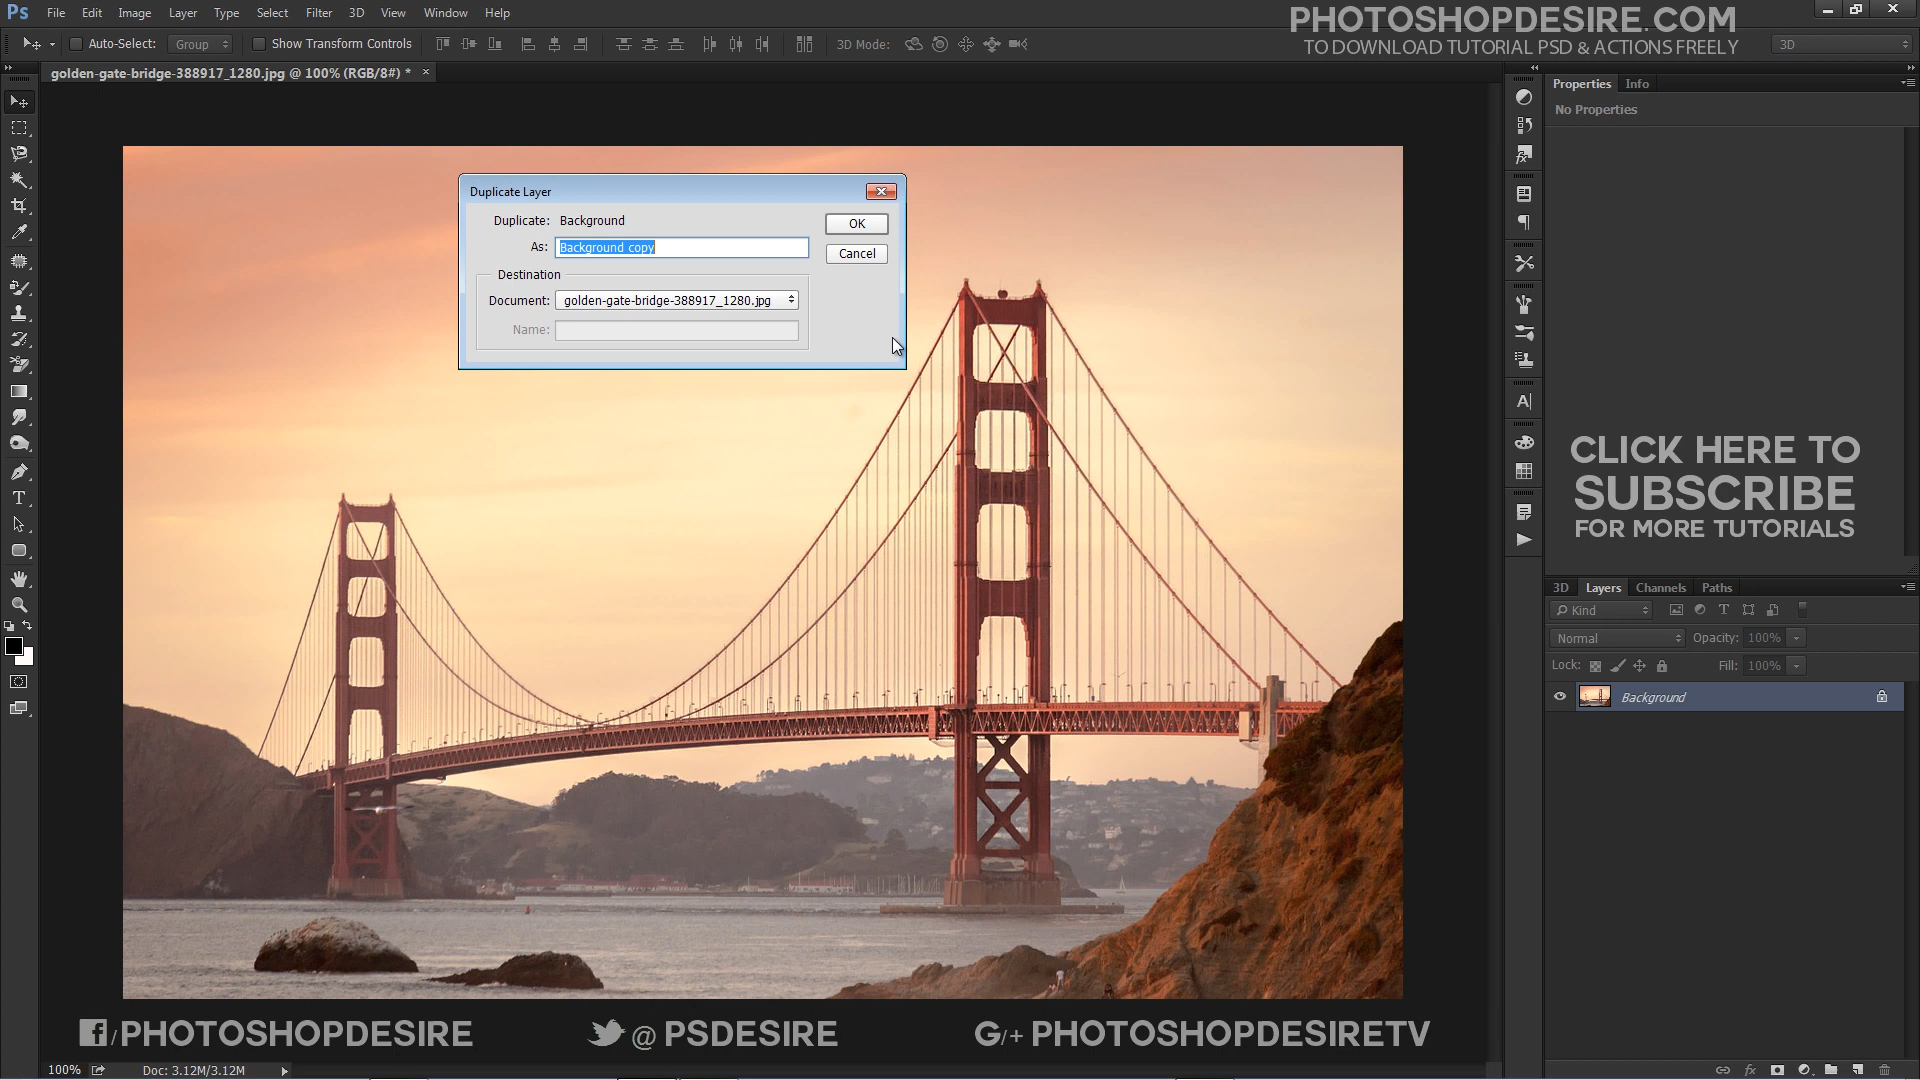 Ps File Edit Image Layer Type Select Filter 3D View Window Help
PHOTOSHOPDESIRE.COM
Auto-Select: Group Show Transform Controls 3D Mode:
TO DOWNLOAD TUTORIAL PSD & ACTIONS FREELY
3D
golden-gate-bridge-388917_1280.jpg @ 100% (RGB/8#) * ×
Properties Info
No Properties
Duplicate Layer
Duplicate: Background
OK
As: Background copy
Cancel
Destination
Document: golden-gate-bridge-388917_1280.jpg
Name:
CLICK HERE TO
SUBSCRIBE
FOR MORE TUTORIALS
3D Layers Channels Paths
Kind
Normal Opacity: 100%
Lock: Fill: 100%
Background
f/PHOTOSHOPDESIRE
@ PSDESIRE
G/+ PHOTOSHOPDESIRETV
100% Doc: 3.12M/3.12M